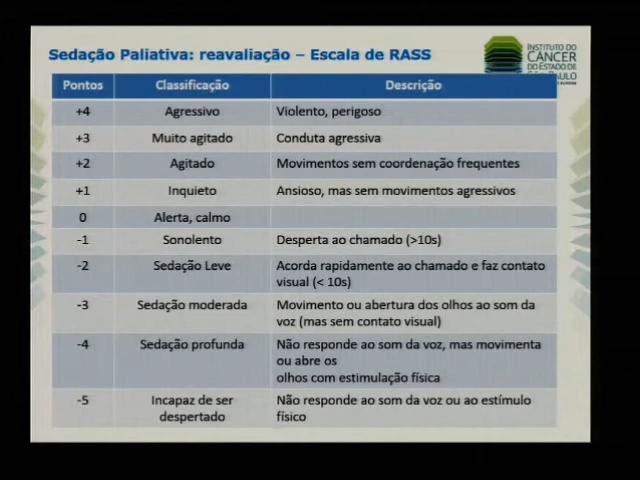 Sedação Paliativa: reavaliação – Escala de RASS
INSTITUTO DO
CÂNCER
DO ESTADO DE
SÃO PAULO
Pontos Classificação Descrição
+4 Agressivo Violento, perigoso
+3 Muito agitado Conduta agressiva
+2 Agitado Movimentos sem coordenação frequentes
+1 Inquieto Ansioso, mas sem movimentos agressivos
0 Alerta, calmo
-1 Sonolento Desperta ao chamado (>10s)
-2 Sedação Leve Acorda rapidamente ao chamado e faz contato
visual (< 10s)
-3 Sedação moderada Movimento ou abertura dos olhos ao som da
voz (mas sem contato visual)
-4 Sedação profunda Não responde ao som da voz, mas movimenta
ou abre os
olhos com estimulação física
-5 Incapaz de ser Não responde ao som da voz ou ao estímulo
despertado físico